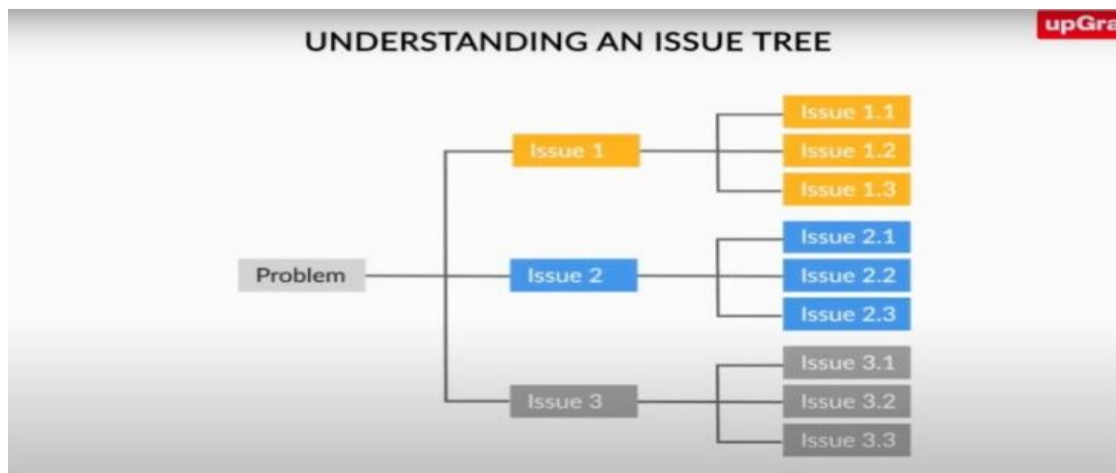 upGra
UNDERSTANDING AN ISSUE TREE
Problem
Issue 1
Issue 1.1
Issue 1.2
Issue 1.3
Issue 2
Issue 2.1
Issue 2.2
Issue 2.3
Issue 3
Issue 3.1
Issue 3.2
Issue 3.3